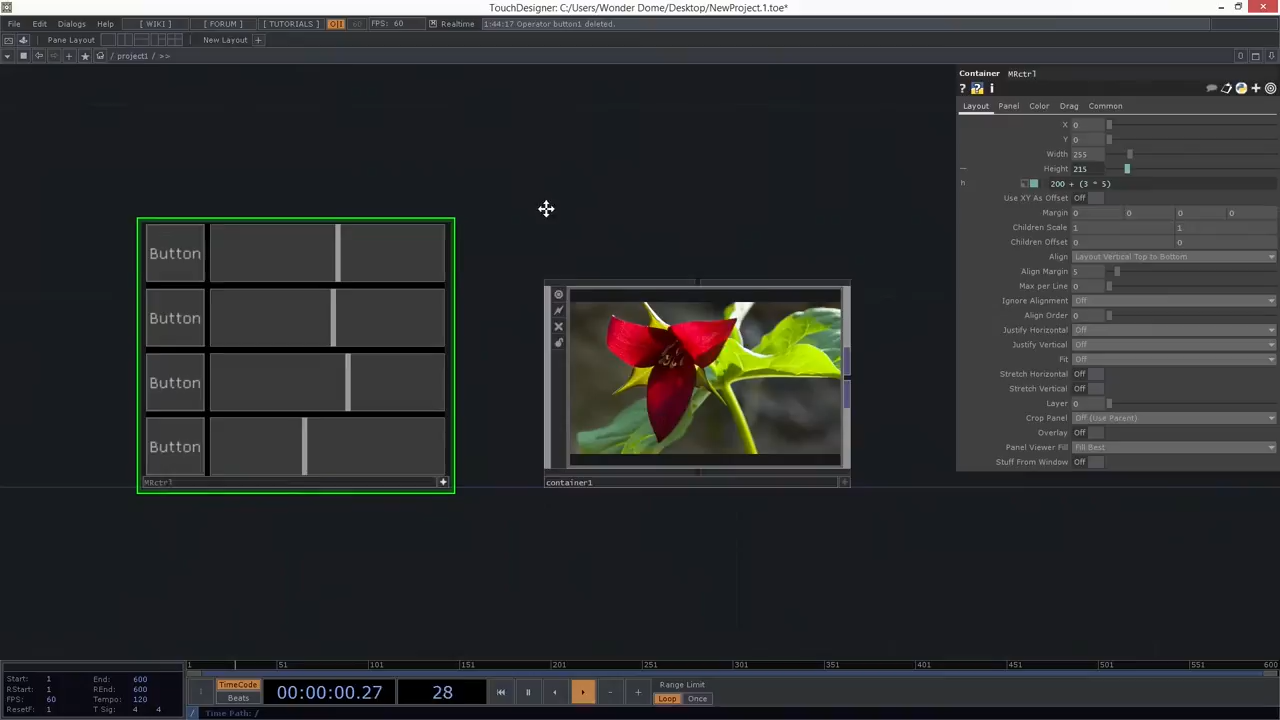 TouchDesigner: C:/Users/Wonder Dome/Desktop/NewProject.1.toe*
File Edit Dialogs Help [ WIKI ] [ FORUM ] [ TUTORIALS ] O|I 60 FPS: 60 Realtime 1:44:17 Operator button1 deleted.
Pane Layout New Layout +
/ project1 / >>
Container MRctrl
? ? i
Layout Panel Color Drag Common
X 0
Y 0
Width 255
Height 215
h 200 + (3 * 5)
Use XY As Offset Off
Margin 0 0 0 0
Children Scale 1 1
Children Offset 0 0
Align Layout Vertical Top to Bottom
Align Margin 5
Max per Line 0
Ignore Alignment Off
Align Order 0
Justify Horizontal Off
Justify Vertical Off
Fit Off
Stretch Horizontal Off
Stretch Vertical Off
Layer 0
Crop Panel Off (Use Parent)
Overlay Off
Panel Viewer Fill Fill Best
Stuff From Window Off
Button
Button
Button
Button
MRctrl
container1
1 51 101 151 201 251 301 351 401 451 501 551 600
Start: 1 End: 600
RStart: 1 REnd: 600
FPS: 60 Tempo: 120
ResetF: 1 T Sig: 4 4
TimeCode
Beats
00:00:00.27 28
Range Limit
Loop Once
/ Time Path: /